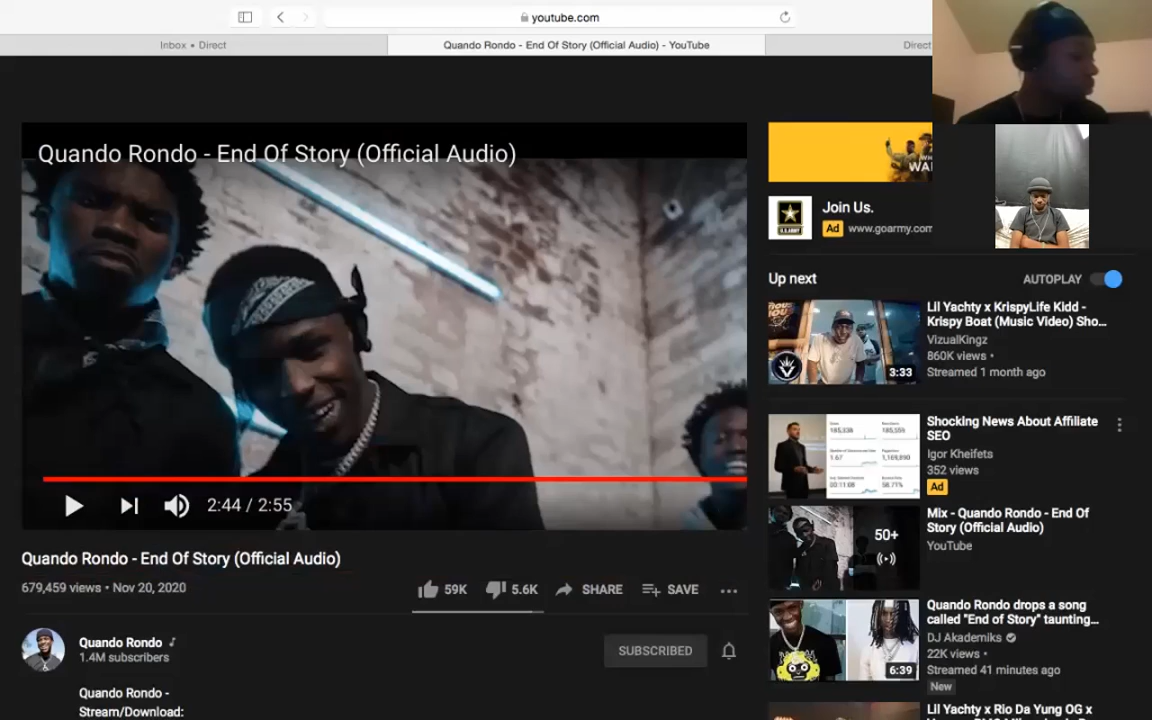 youtube.com
Inbox • Direct
Quando Rondo - End Of Story (Official Audio) - YouTube
Direct
Quando Rondo - End Of Story (Official Audio)
2:44 / 2:55
Quando Rondo - End Of Story (Official Audio)
679,459 views • Nov 20, 2020
59K
5.6K
SHARE
SAVE
Quando Rondo
1.4M subscribers
SUBSCRIBED
Quando Rondo -
Stream/Download:
WA
U.S.ARMY
Join Us.
Ad www.goarmy.com
Up next
AUTOPLAY
Lil Yachty x KrispyLife Kidd -
Krispy Boat (Music Video) Sho...
VizualKingz
860K views •
Streamed 1 month ago
3:33
Shocking News About Affiliate
SEO
Igor Kheifets
352 views
Ad
Mix - Quando Rondo - End Of
Story (Official Audio)
YouTube
50+
Quando Rondo drops a song
called "End of Story" taunting...
DJ Akademiks
22K views •
Streamed 41 minutes ago
New
6:39
Lil Yachty x Rio Da Yung OG x